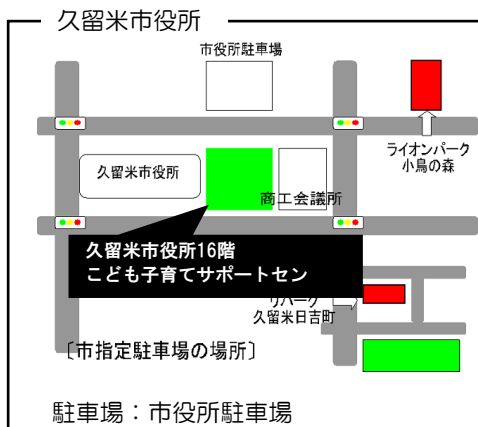 久留米市役所
市役所駐車場
ライオンパーク
小鳥の森
久留米市役所
商工会議所
久留米市役所16階
こども子育てサポートセン
リパーク
久留米日吉町
〔市指定駐車場の場所〕
駐車場：市役所駐車場